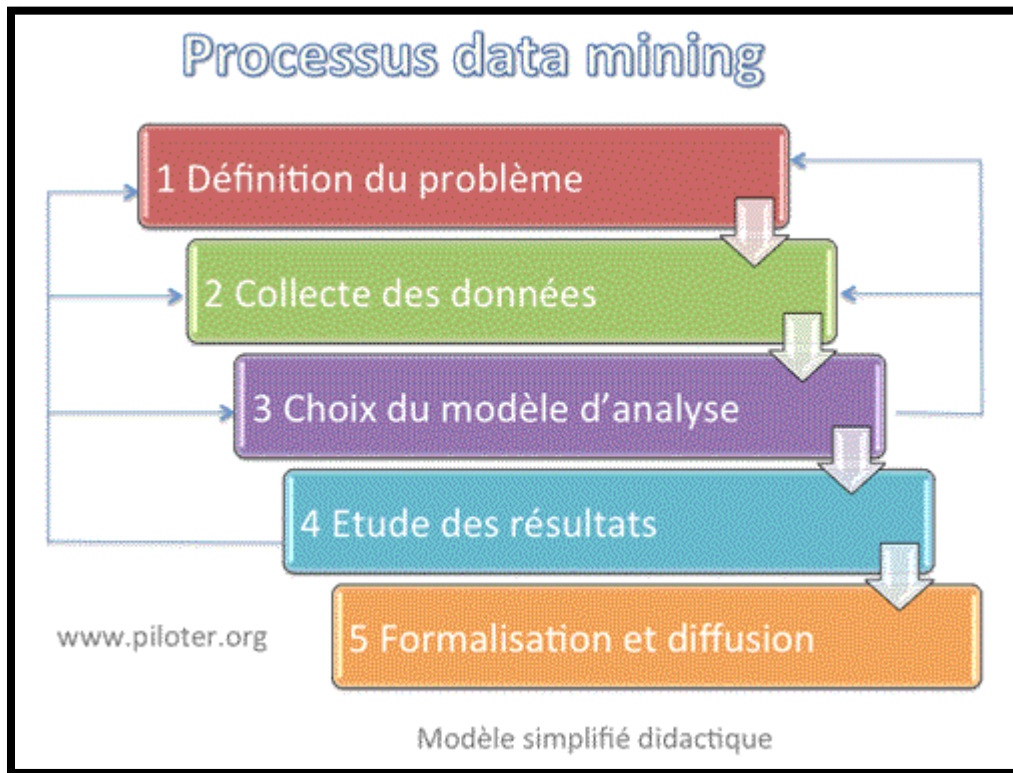 Processus data mining
1 Définition du problème
2 Collecte des données
3 Choix du modèle d’analyse
4 Etude des résultats
5 Formalisation et diffusion
www.piloter.org
Modèle simplifié didactique